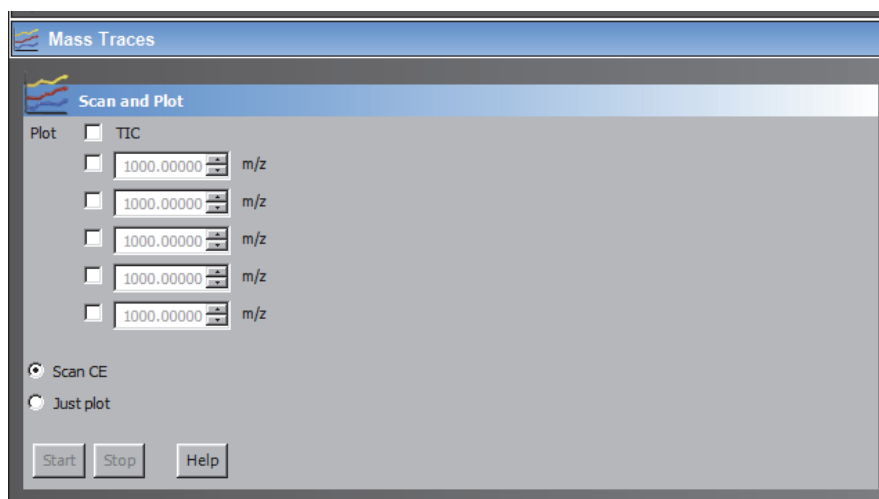 Mass Traces
Scan and Plot
Plot TIC
1000.00000 m/z
1000.00000 m/z
1000.00000 m/z
1000.00000 m/z
1000.00000 m/z
Scan CE
Just plot
Start Stop Help